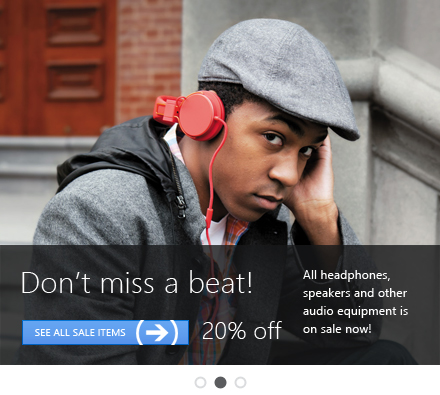 Don't miss a beat!
SEE ALL SALE ITEMS
20% off
All headphones,
speakers and other
audio equipment is
on sale now!